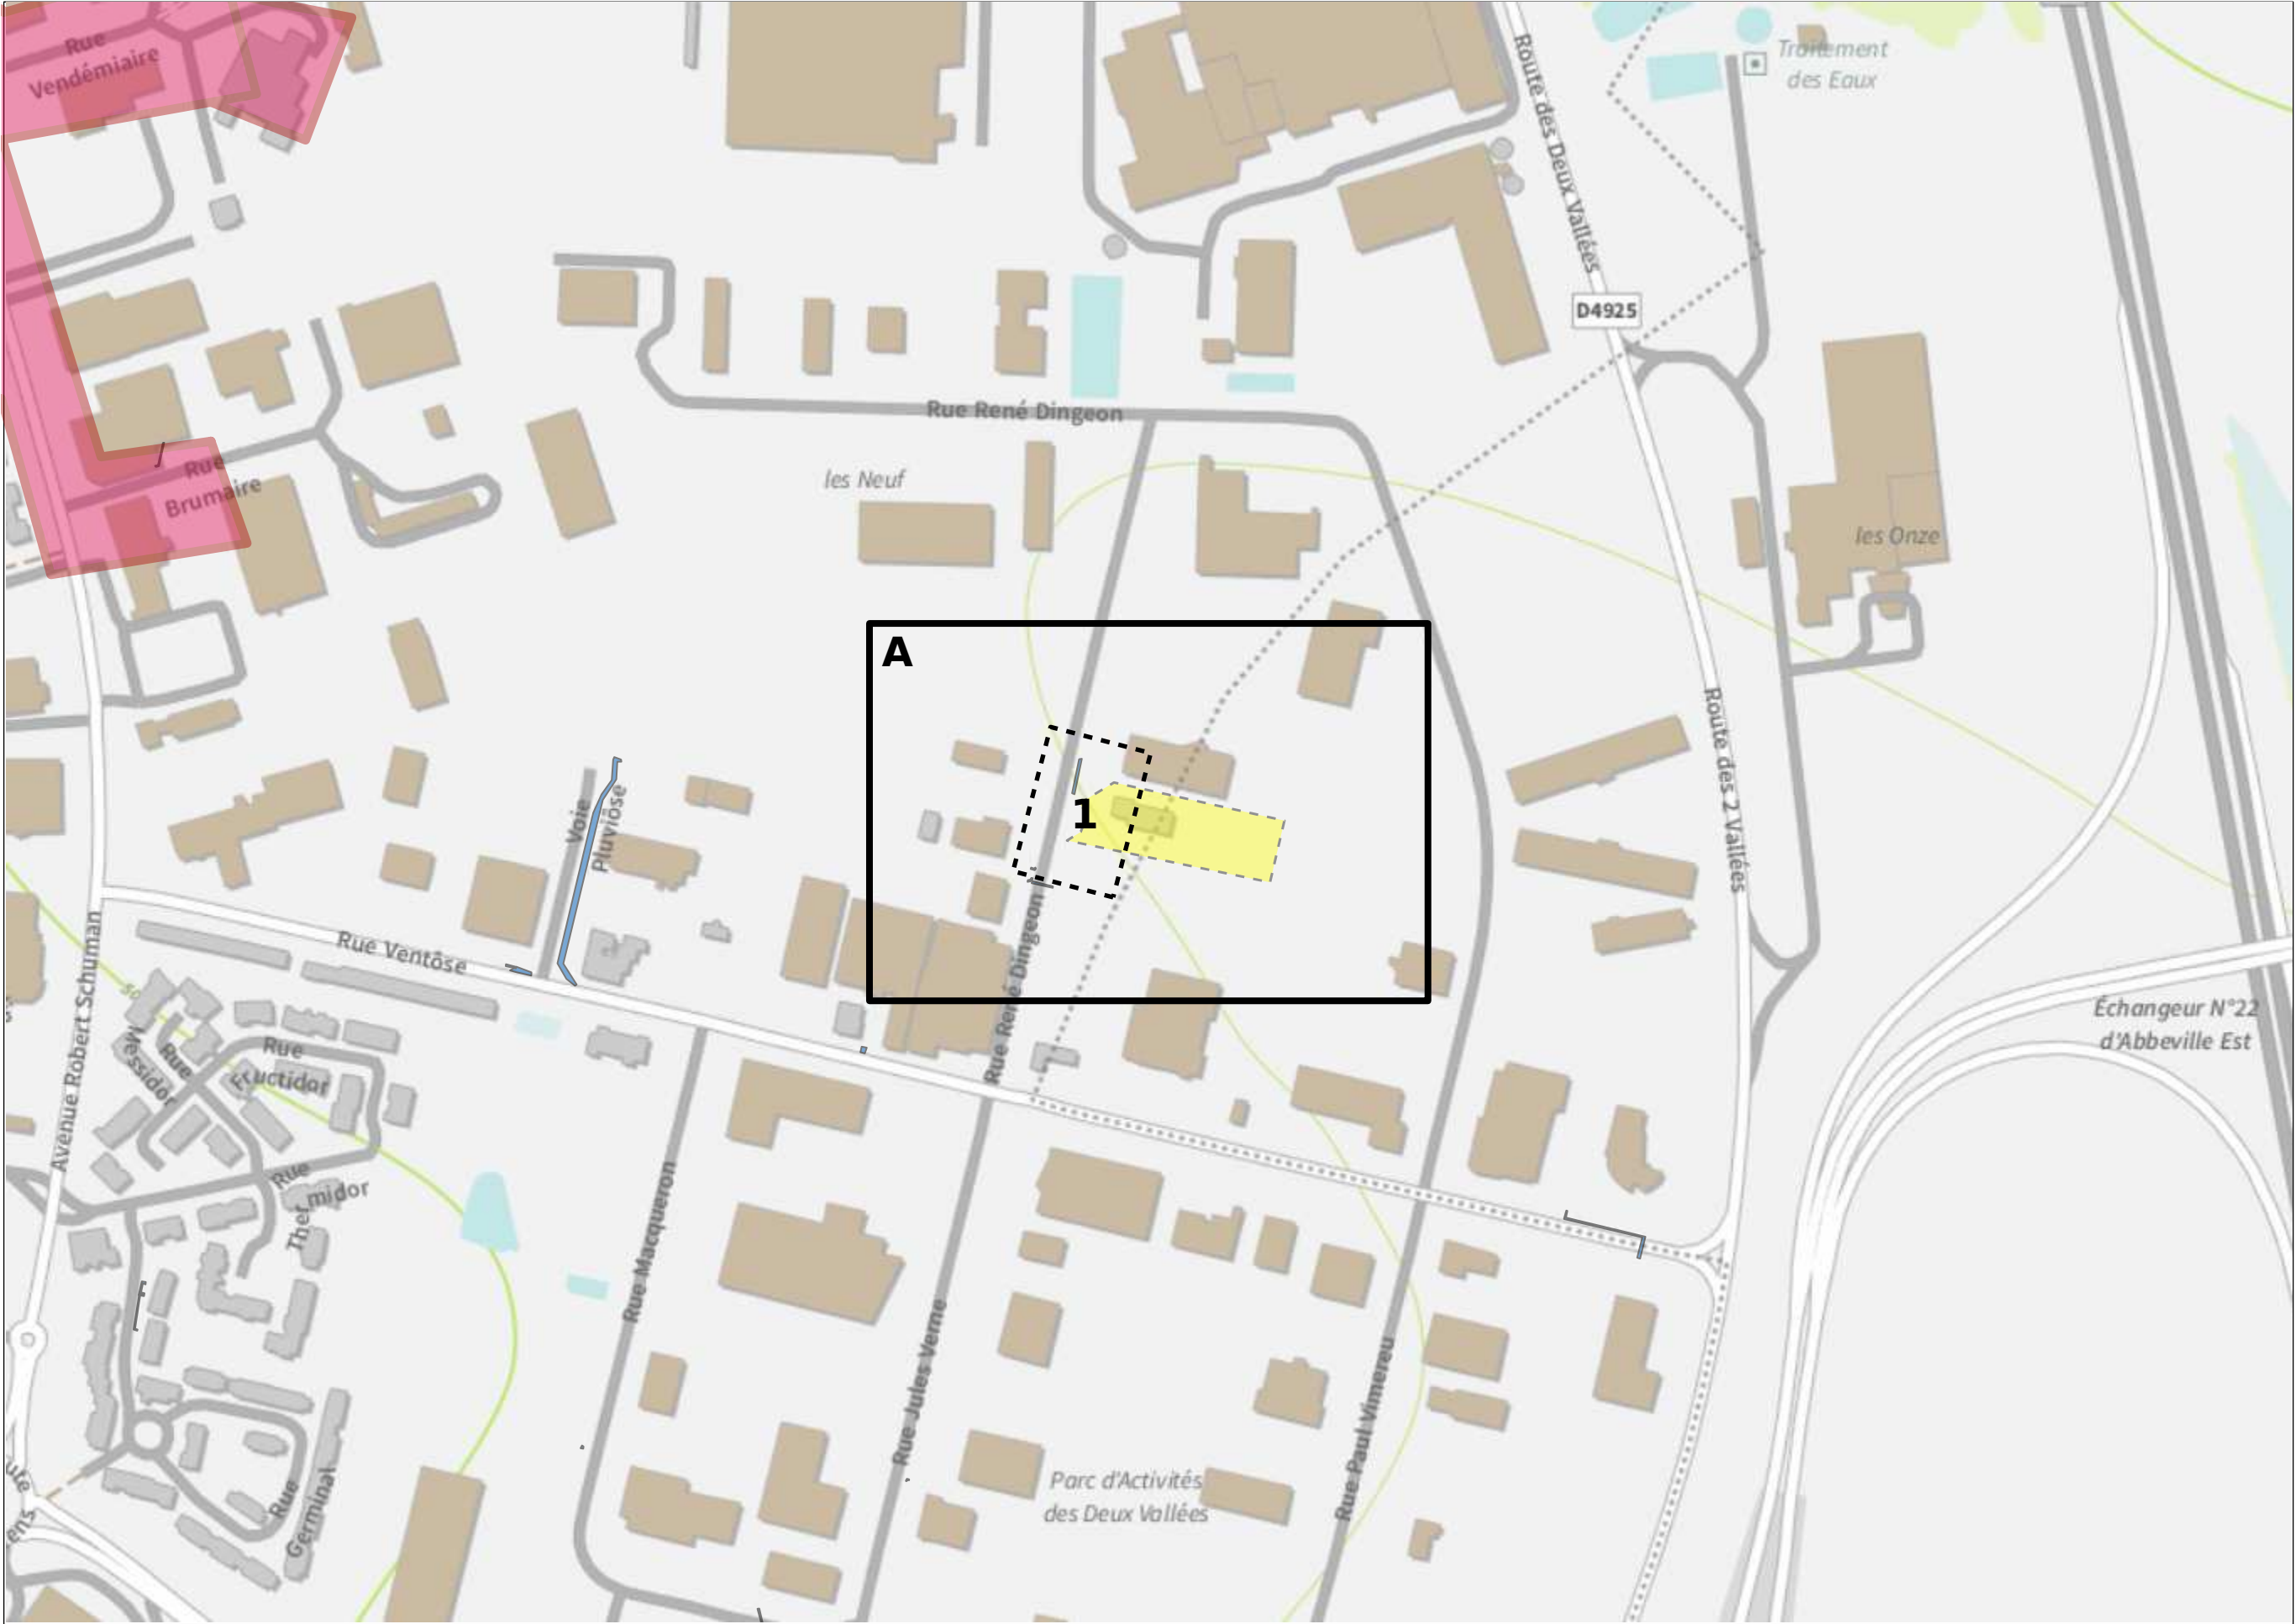 Rue
Vendémiaire
Route des Deux Vallées
Traitement
des Eaux
D4925
Rue René Dingeon
les Neuf
Rue
Brumaire
les Onze
A
1
Voie
Pluviôse
Route des 2 Vallées
Rue Ventôse
Rue René Dingeon
Avenue Robert Schuman
50
Rue
Messidor
Rue
Fructidor
Échangeur N°22
d'Abbeville Est
Rue
Thermidor
Rue Macqueron
Rue Jules Verne
Rue Paul Vimereu
Parc d'Activités
des Deux Vallées
Rue
Germinal